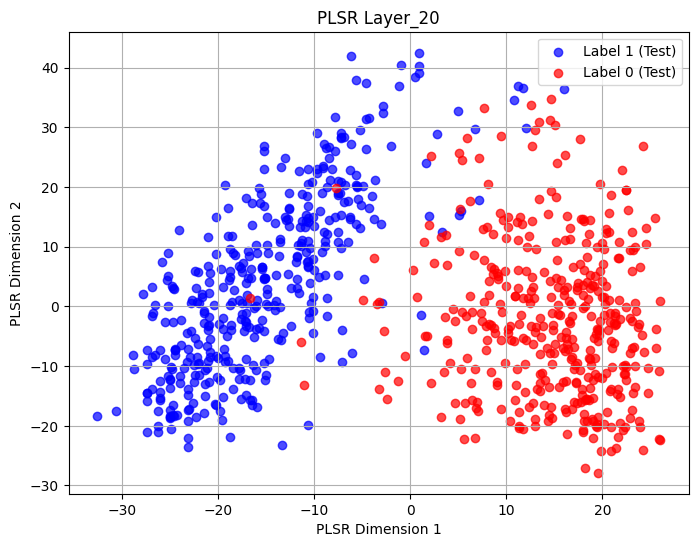 PLSR Layer_20
Label 1 (Test)
Label 0 (Test)
40
30
20
10
0
−10
−20
−30
PLSR Dimension 2
−30
−20
−10
0
10
20
PLSR Dimension 1